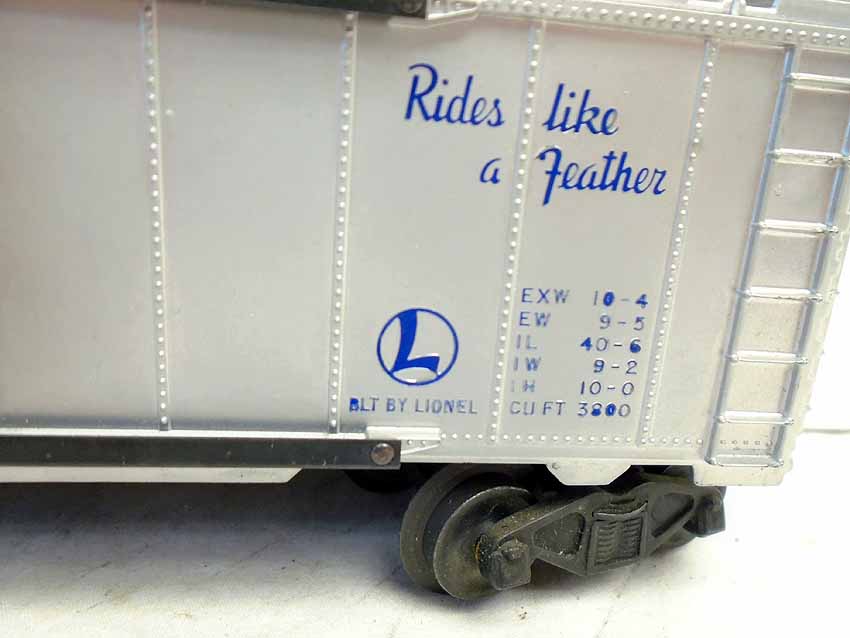 Rides like
a Feather
EXW 10-4
EW 9-5
IL 40-6
IW 9-2
IH 10-0
CU FT 3800
L
BLT BY LIONEL